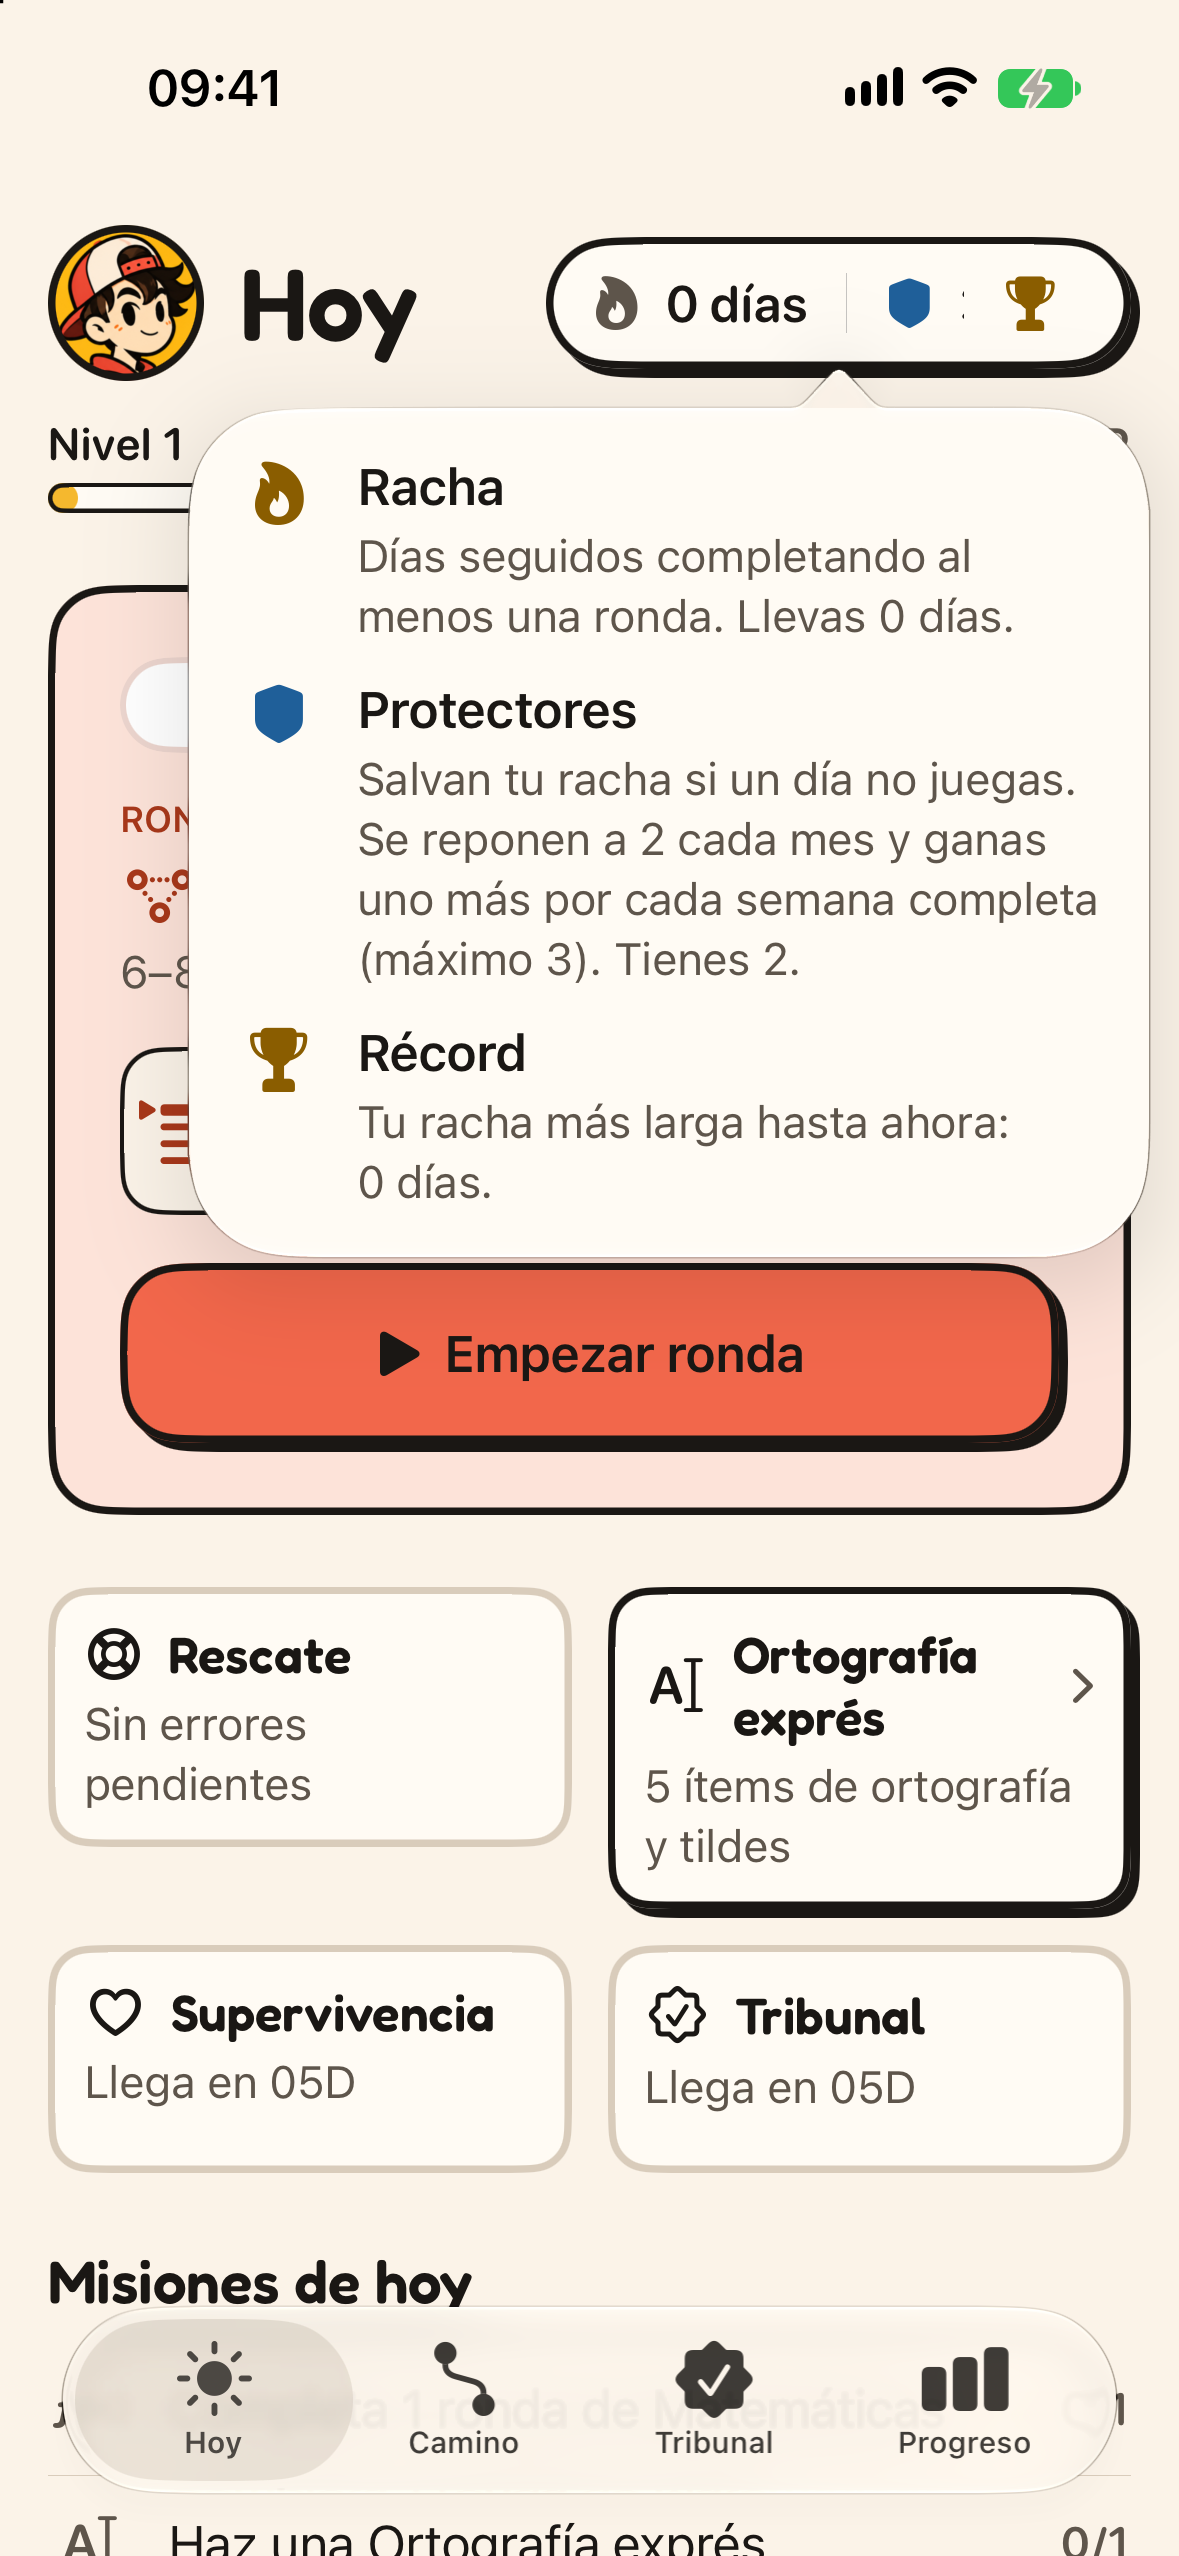 09:41
Hoy
0 días
Nivel 1
Racha
Días seguidos completando al
menos una ronda. Llevas 0 días.
Protectores
Salvan tu racha si un día no juegas.
Se reponen a 2 cada mes y ganas
uno más por cada semana completa
(máximo 3). Tienes 2.
Récord
Tu racha más larga hasta ahora:
0 días.
Empezar ronda
Rescate
Sin errores
pendientes
Ortografía
exprés
5 ítems de ortografía
y tildes
Supervivencia
Llega en 05D
Tribunal
Llega en 05D
Misiones de hoy
1 ronda de Matemáticas
Hoy
Camino
Tribunal
Progreso
Haz una Ortografía exprés
0/1